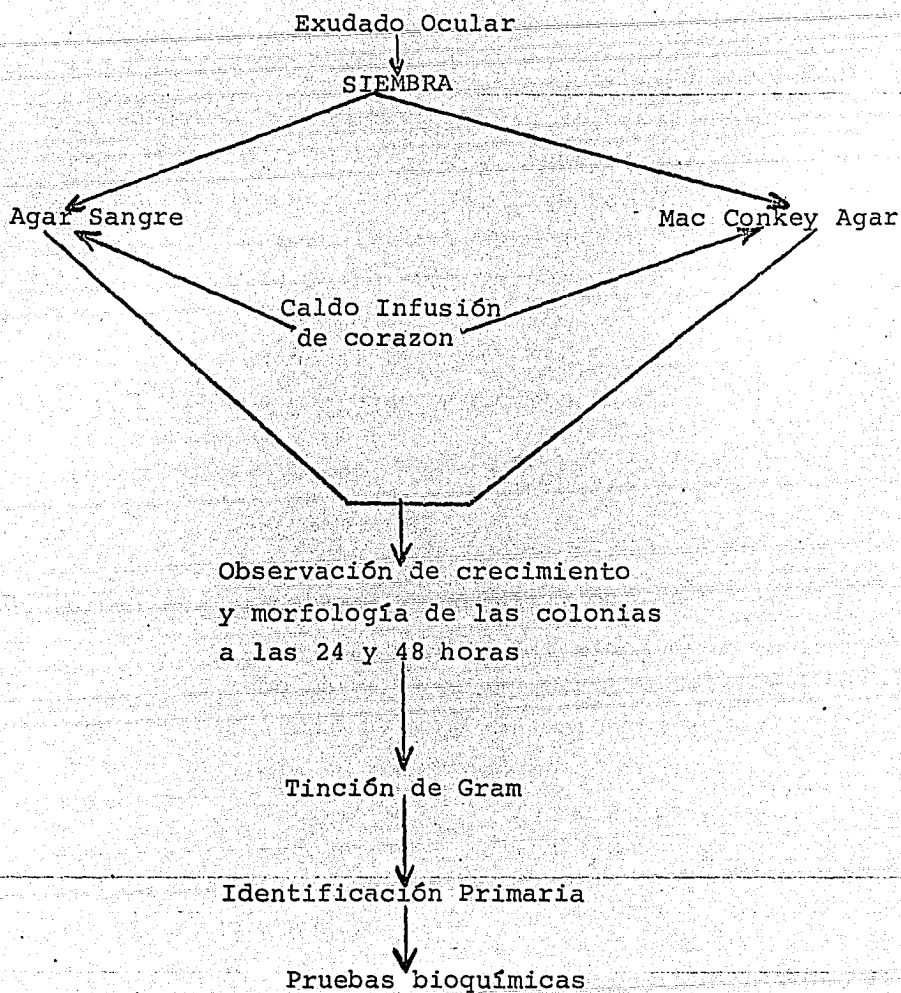 Exudado Ocular
SIEMBRA
Agar Sangre
Mac Conkey Agar
Caldo Infusión
de corazon
Observación de crecimiento
y morfología de las colonias
a las 24 y 48 horas
Tinción de Gram
Identificación Primaria
Pruebas bioquímicas